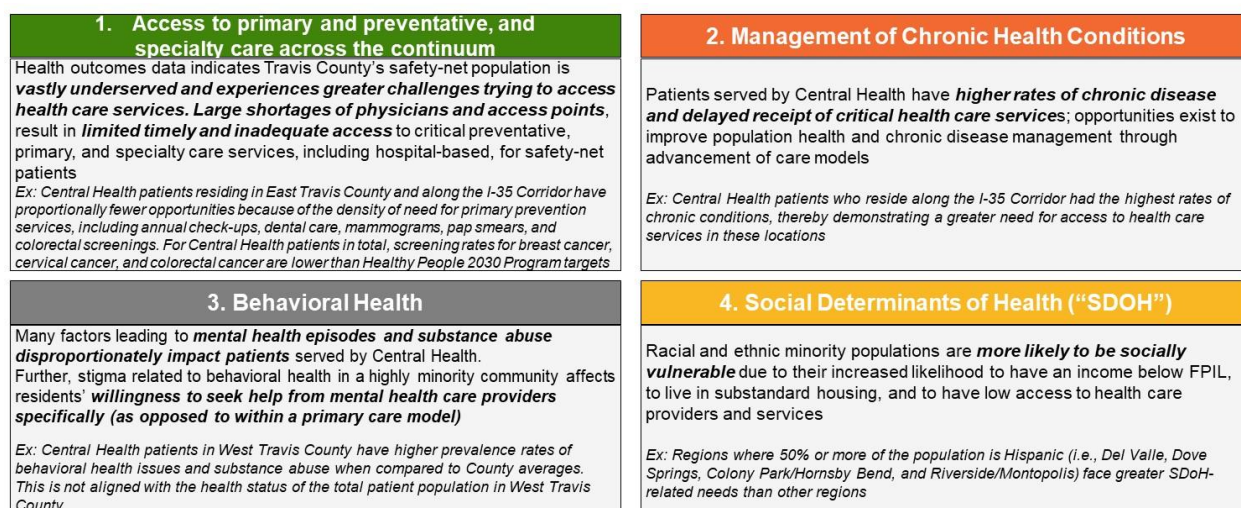 1. Access to primary and preventative, and
specialty care across the continuum
Health outcomes data indicates Travis County's safety-net population is
vastly underserved and experiences greater challenges trying to access
health care services. Large shortages of physicians and access points,
result in limited timely and inadequate access to critical preventative,
primary, and specialty care services, including hospital-based, for safety-net
patients
Ex: Central Health patients residing in East Travis County and along the I-35 Corridor have
proportionally fewer opportunities because of the density of need for primary prevention
services, including annual check-ups, dental care, mammograms, pap smears, and
colorectal screenings. For Central Health patients in total, screening rates for breast cancer,
cervical cancer, and colorectal cancer are lower than Healthy People 2030 Program targets
2. Management of Chronic Health Conditions
Patients served by Central Health have higher rates of chronic disease
and delayed receipt of critical health care services; opportunities exist to
improve population health and chronic disease management through
advancement of care models
Ex: Central Health patients who reside along the I-35 Corridor had the highest rates of
chronic conditions, thereby demonstrating a greater need for access to health care
services in these locations
3. Behavioral Health
Many factors leading to mental health episodes and substance abuse
disproportionately impact patients served by Central Health.
Further, stigma related to behavioral health in a highly minority community affects
residents' willingness to seek help from mental health care providers
specifically (as opposed to within a primary care model)
Ex: Central Health patients in West Travis County have higher prevalence rates of
behavioral health issues and substance abuse when compared to County averages.
This is not aligned with the health status of the total patient population in West Travis
County
4. Social Determinants of Health ("SDOH")
Racial and ethnic minority populations are more likely to be socially
vulnerable due to their increased likelihood to have an income below FPIL,
to live in substandard housing, and to have low access to health care
providers and services
Ex: Regions where 50% or more of the population is Hispanic (i.e., Del Valle, Dove
Springs, Colony Park/Hornsby Bend, and Riverside/Montopolis) face greater SDoH-
related needs than other regions